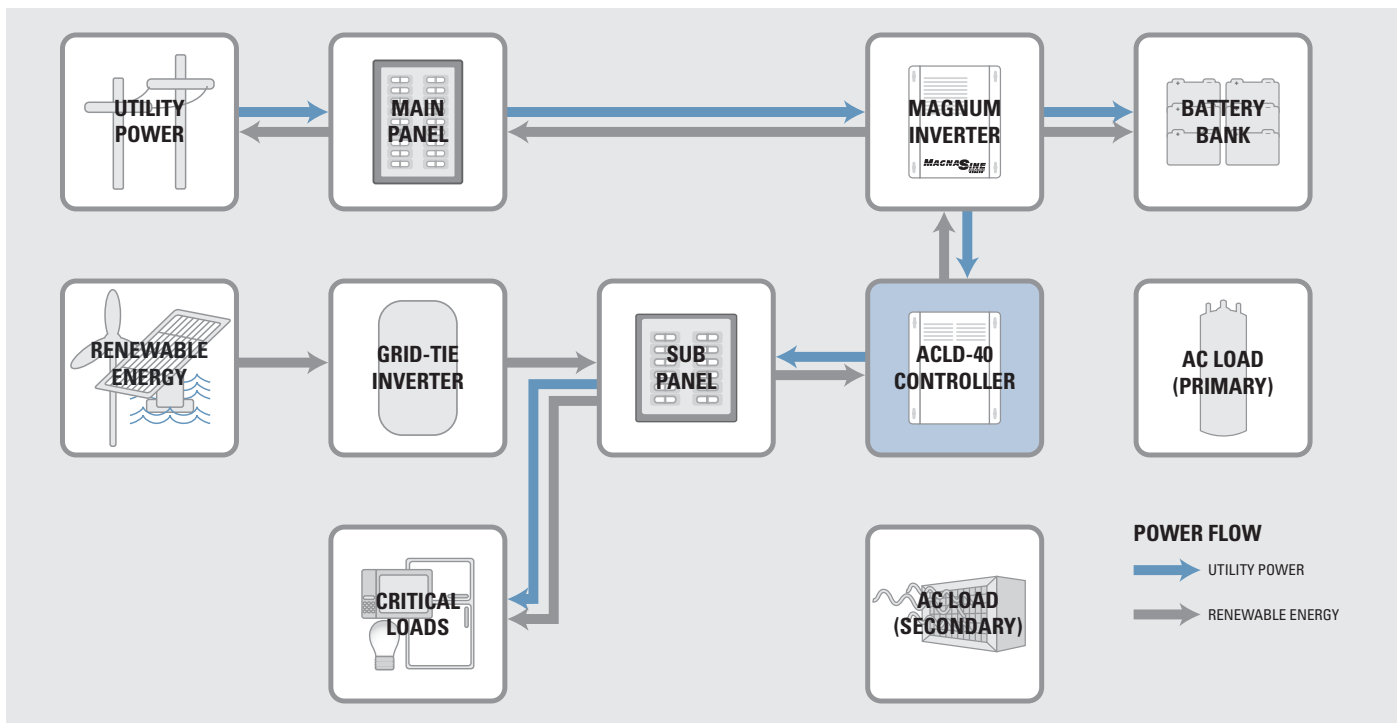 UTILITY
POWER
MAIN
PANEL
MAGNUM
INVERTER
MAGNASINE
BATTERY
BANK
RENEWABLE
ENERGY
GRID-TIE
INVERTER
SUB
PANEL
ACLD-40
CONTROLLER
AC LOAD
(PRIMARY)
CRITICAL
LOADS
AC LOAD
(SECONDARY)
POWER FLOW
UTILITY POWER
RENEWABLE ENERGY